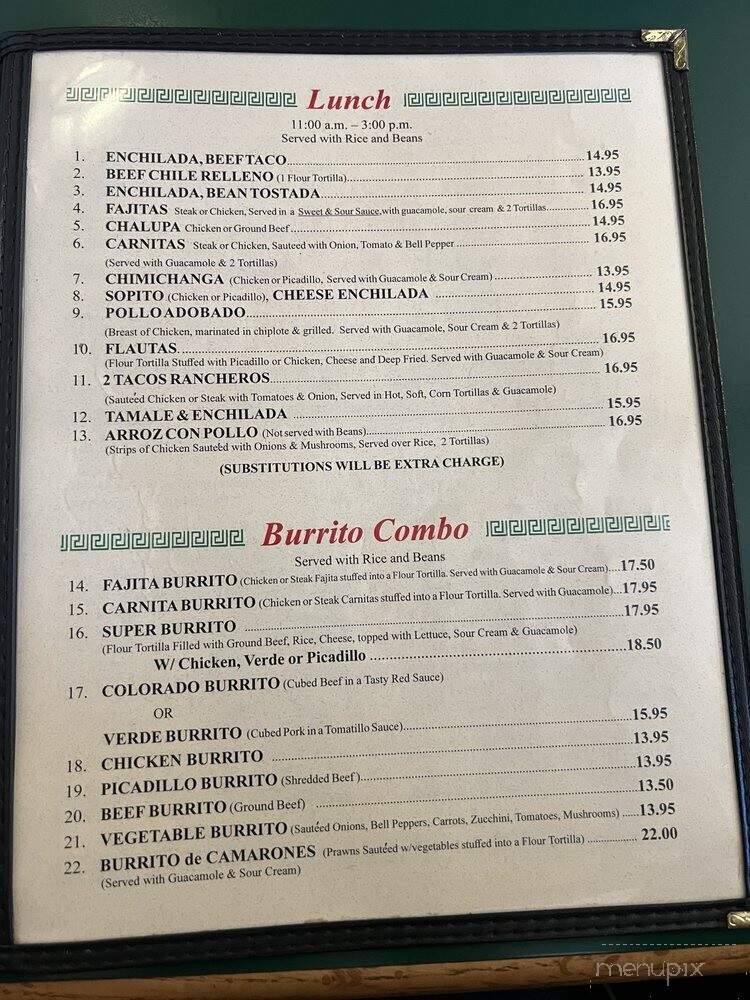 Lunch
11:00 a.m. – 3:00 p.m.
Served with Rice and Beans
1. ENCHILADA, BEEF TACO 14.95
2. BEEF CHILE RELLENO (1 Flour Tortilla) 13.95
3. ENCHILADA, BEAN TOSTADA 14.95
4. FAJITAS Steak or Chicken, Served in a Sweet & Sour Sauce, with guacamole, sour cream & 2 Tortillas 16.95
5. CHALUPA Chicken or Ground Beef 14.95
6. CARNITAS Steak or Chicken, Sauteed with Onion, Tomato & Bell Pepper 16.95
(Served with Guacamole & 2 Tortillas)
7. CHIMICHANGA (Chicken or Picadillo, Served with Guacamole & Sour Cream) 13.95
8. SOPITO (Chicken or Picadillo), CHEESE ENCHILADA 14.95
9. POLLO ADOBADO 15.95
(Breast of Chicken, marinated in chiplote & grilled. Served with Guacamole, Sour Cream & 2 Tortillas)
10. FLAUTAS. 16.95
(Flour Tortilla Stuffed with Picadillo or Chicken, Cheese and Deep Fried. Served with Guacamole & Sour Cream)
11. 2 TACOS RANCHEROS 16.95
(Sautéed Chicken or Steak with Tomatoes & Onion, Served in Hot, Soft, Corn Tortillas & Guacamole)
12. TAMALE & ENCHILADA 15.95
13. ARROZ CON POLLO (Not served with Beans) 16.95
(Strips of Chicken Sautéed with Onions & Mushrooms, Served over Rice, 2 Tortillas)
(SUBSTITUTIONS WILL BE EXTRA CHARGE)
Burrito Combo
Served with Rice and Beans
14. FAJITA BURRITO (Chicken or Steak Fajita stuffed into a Flour Tortilla. Served with Guacamole & Sour Cream) 17.50
15. CARNITA BURRITO (Chicken or Steak Carnitas stuffed into a Flour Tortilla. Served with Guacamole) 17.95
16. SUPER BURRITO 17.95
(Flour Tortilla Filled with Ground Beef, Rice, Cheese, topped with Lettuce, Sour Cream & Guacamole)
W/ Chicken, Verde or Picadillo 18.50
17. COLORADO BURRITO (Cubed Beef in a Tasty Red Sauce)
OR
VERDE BURRITO (Cubed Pork in a Tomatillo Sauce) 15.95
18. CHICKEN BURRITO 13.95
19. PICADILLO BURRITO (Shredded Beef) 13.95
20. BEEF BURRITO (Ground Beef) 13.50
21. VEGETABLE BURRITO (Sautéed Onions, Bell Peppers, Carrots, Zucchini, Tomatoes, Mushrooms) 13.95
22. BURRITO de CAMARONES (Prawns Sautéed w/vegetables stuffed into a Flour Tortilla) 22.00
(Served with Guacamole & Sour Cream)
menupix